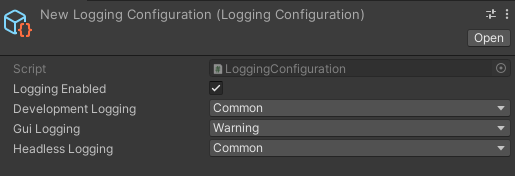 New Logging Configuration (Logging Configuration)
Open
Script LoggingConfiguration
Logging Enabled
Development Logging Common
Gui Logging Warning
Headless Logging Common